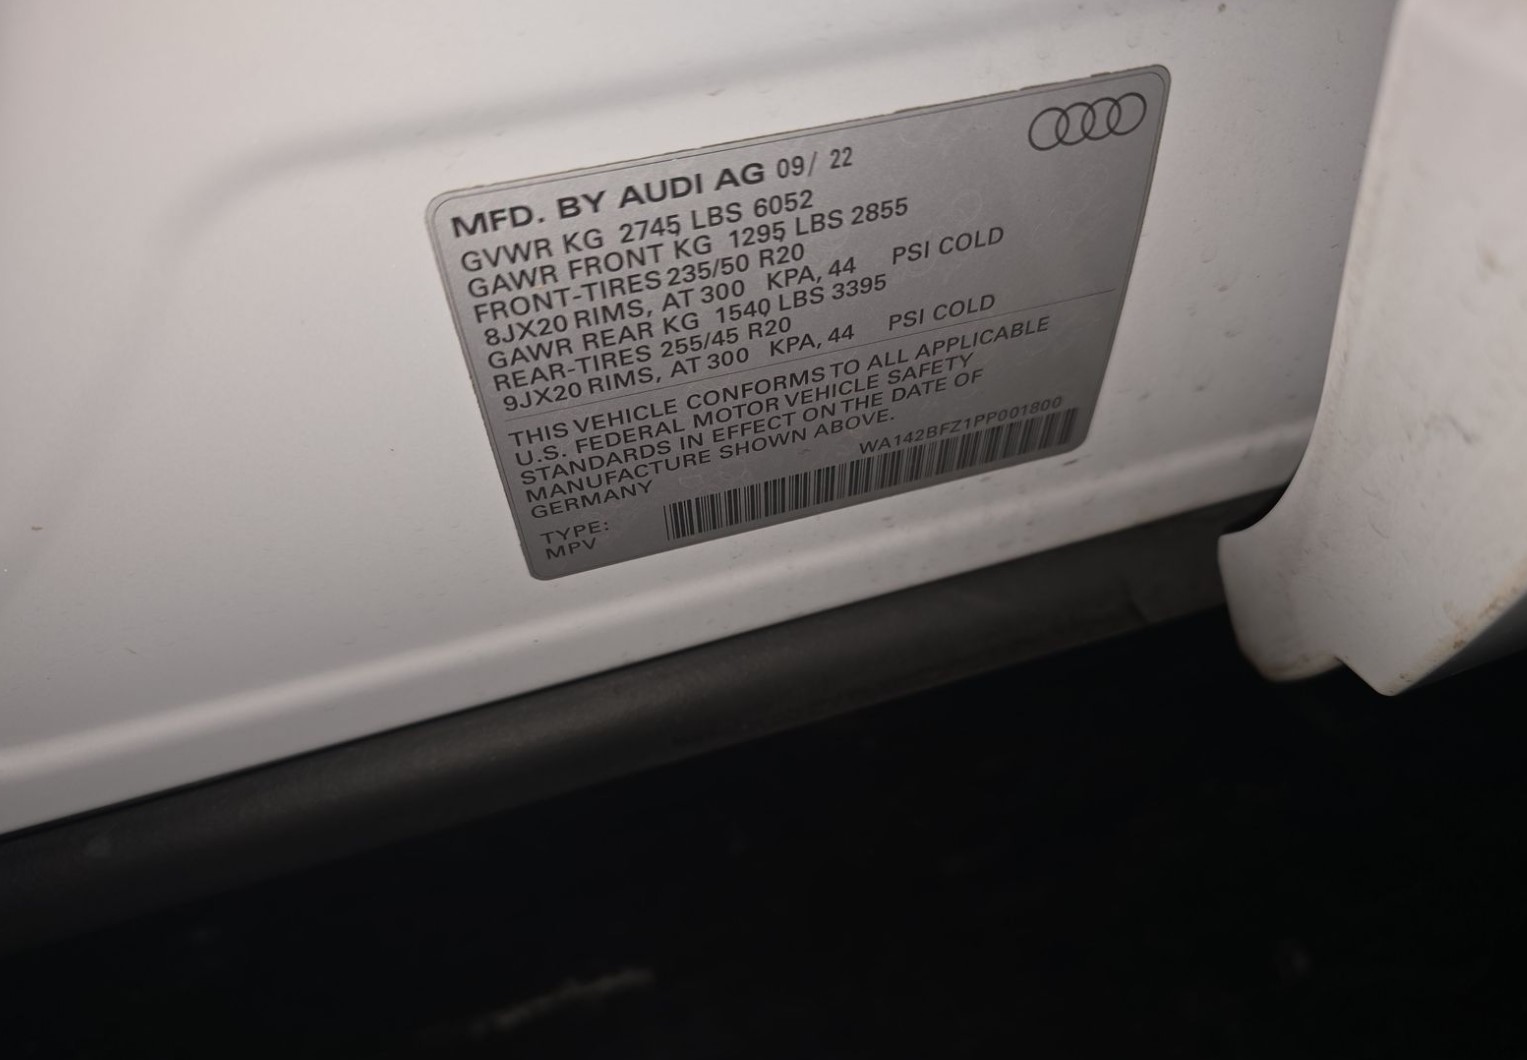 MFD. BY AUDI AG 09/ 22
GVWR KG 2745 LBS 6052
GAWR FRONT KG 1295 LBS 2855
FRONT-TIRES 235/50 R20
8JX20 RIMS, AT 300 KPA, 44 PSI COLD
GAWR REAR KG 1540 LBS 3395
REAR-TIRES 255/45 R20
9JX20 RIMS, AT 300 KPA, 44 PSI COLD
THIS VEHICLE CONFORMS TO ALL APPLICABLE
U.S. FEDERAL MOTOR VEHICLE SAFETY
STANDARDS IN EFFECT ON THE DATE OF
MANUFACTURE SHOWN ABOVE.
GERMANY
WA142BFZ1PP001800
TYPE:
MPV